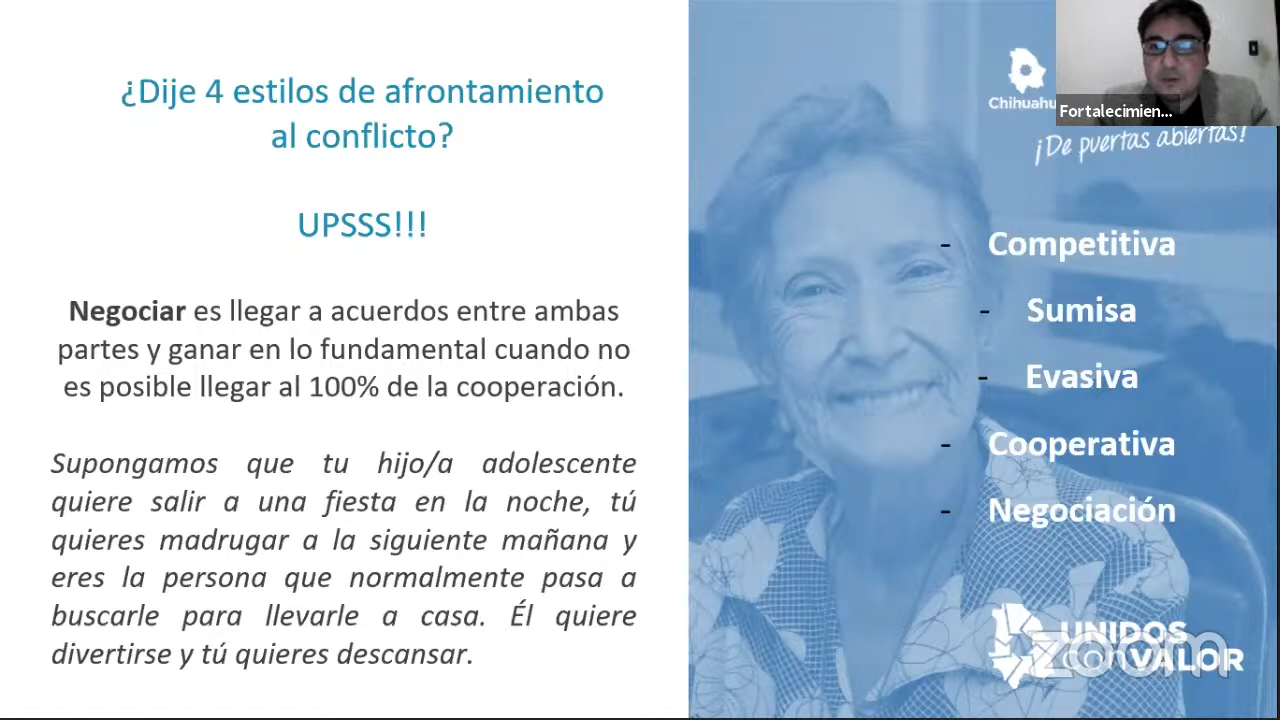 ¿Dije 4 estilos de afrontamiento
al conflicto?
UPSSS!!!
Negociar es llegar a acuerdos entre ambas
partes y ganar en lo fundamental cuando no
es posible llegar al 100% de la cooperación.
Supongamos que tu hijo/a adolescente
quiere salir a una fiesta en la noche, tú
quieres madrugar a la siguiente mañana y
eres la persona que normalmente pasa a
buscarle para llevarle a casa. Él quiere
divertirse y tú quieres descansar.
Chihuahu
Fortalecimien...
¡De puertas abiertas!
- Competitiva
- Sumisa
- Evasiva
- Cooperativa
- Negociación
UNIDOS
con VALOR
zoom